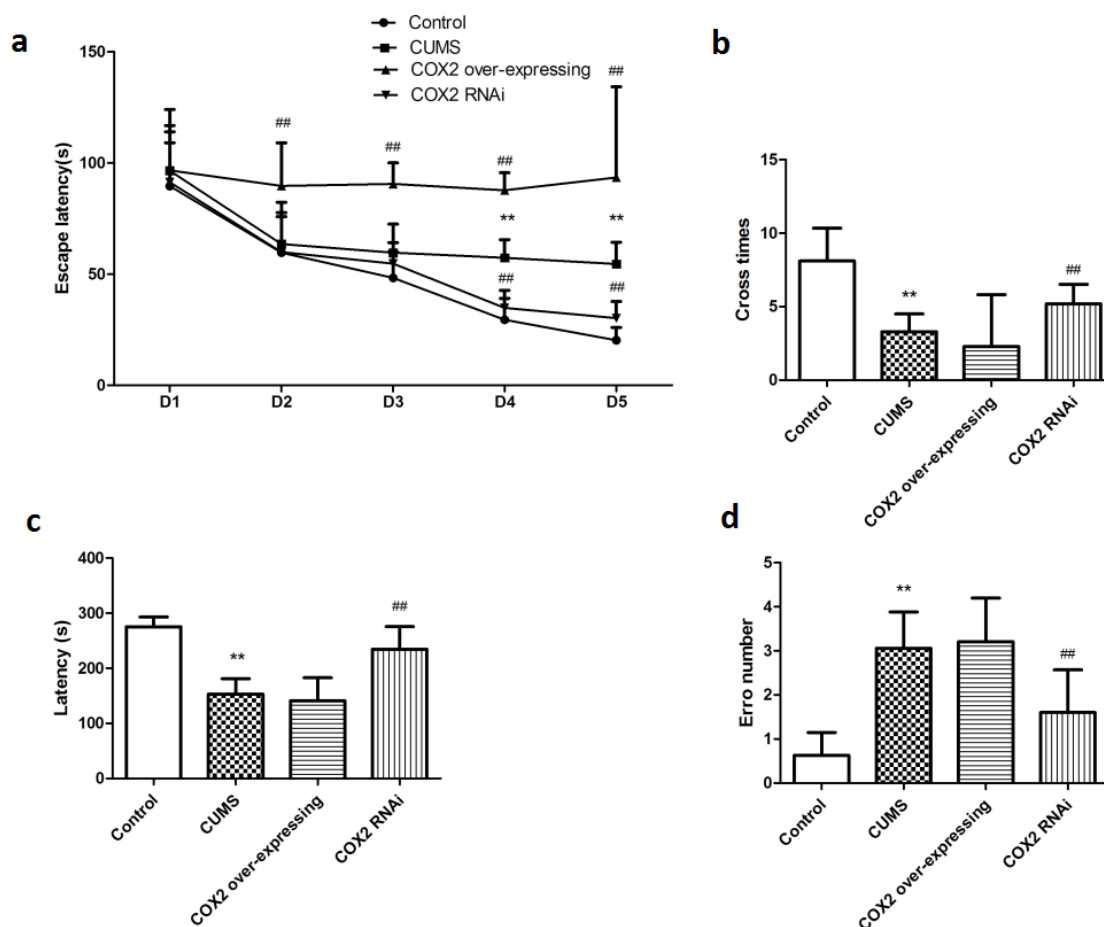 a
Control
CUMS
COX2 over-expressing
COX2 RNAi
Escape latency(s)
150
100
50
0
##
##
##
##
**
**
##
##
D1 D2 D3 D4 D5
b
Cross times
15
10
5
0
**
##
Control
CUMS
COX2 over-expressing
COX2 RNAi
c
Latency (s)
400
300
200
100
0
**
##
Control
CUMS
COX2 over-expressing
COX2 RNAi
d
Erro number
5
4
3
2
1
0
**
##
Control
CUMS
COX2 over-expressing
COX2 RNAi